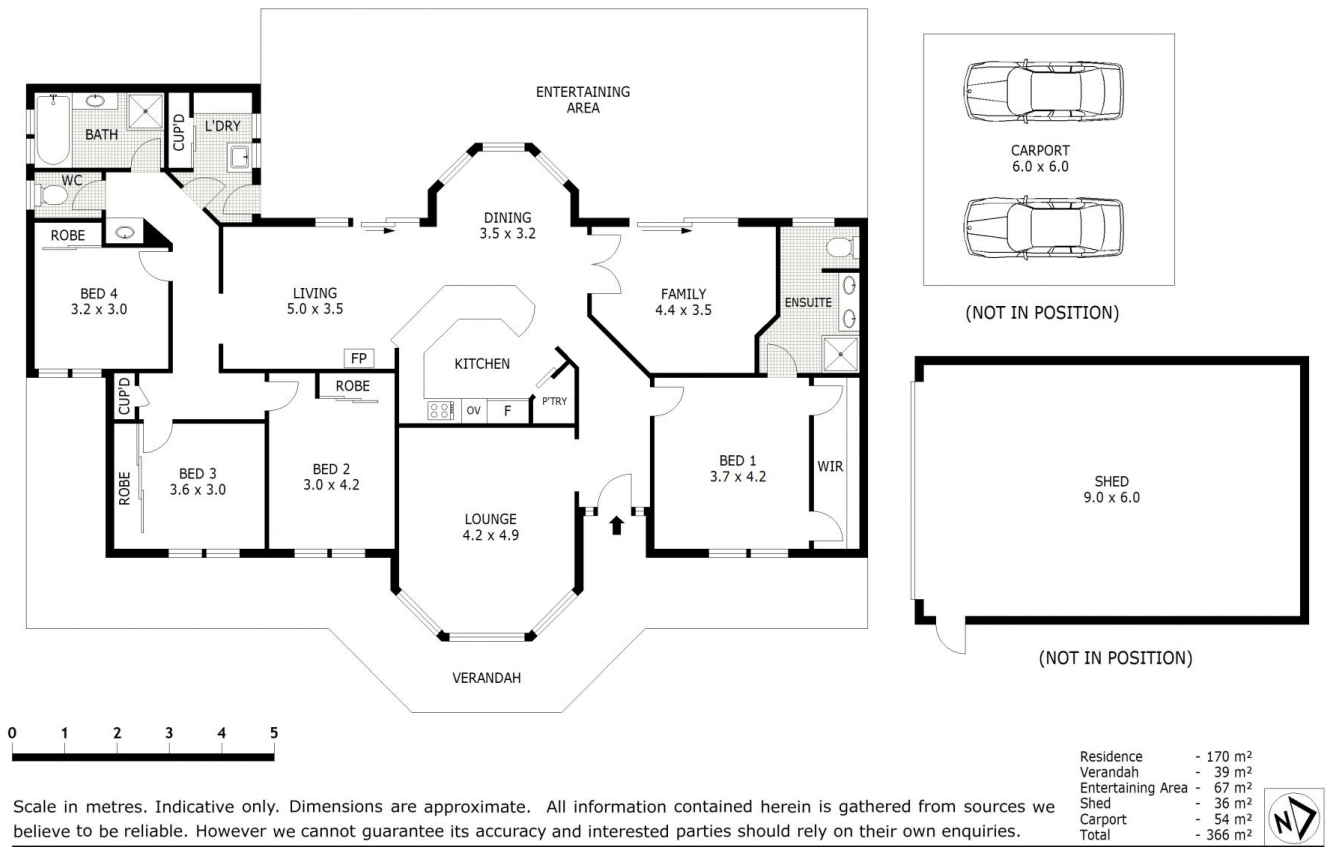 ENTERTAINING
AREA
BATH
CUP'D
L'DRY
WC
ROBE
BED 4
3.2 x 3.0
LIVING
5.0 x 3.5
FP
DINING
3.5 x 3.2
KITCHEN
OV
F
P'TRY
FAMILY
4.4 x 3.5
ENSUITE
CUP'D
ROBE
BED 3
3.6 x 3.0
ROBE
BED 2
3.0 x 4.2
LOUNGE
4.2 x 4.9
BED 1
3.7 x 4.2
WIR
VERANDAH
CARPORT
6.0 x 6.0
(NOT IN POSITION)
SHED
9.0 x 6.0
(NOT IN POSITION)
0 1 2 3 4 5
Residence - 170 m²
Verandah - 39 m²
Entertaining Area - 67 m²
Shed - 36 m²
Carport - 54 m²
Total - 366 m²
N
Scale in metres. Indicative only. Dimensions are approximate. All information contained herein is gathered from sources we
believe to be reliable. However we cannot guarantee its accuracy and interested parties should rely on their own enquiries.